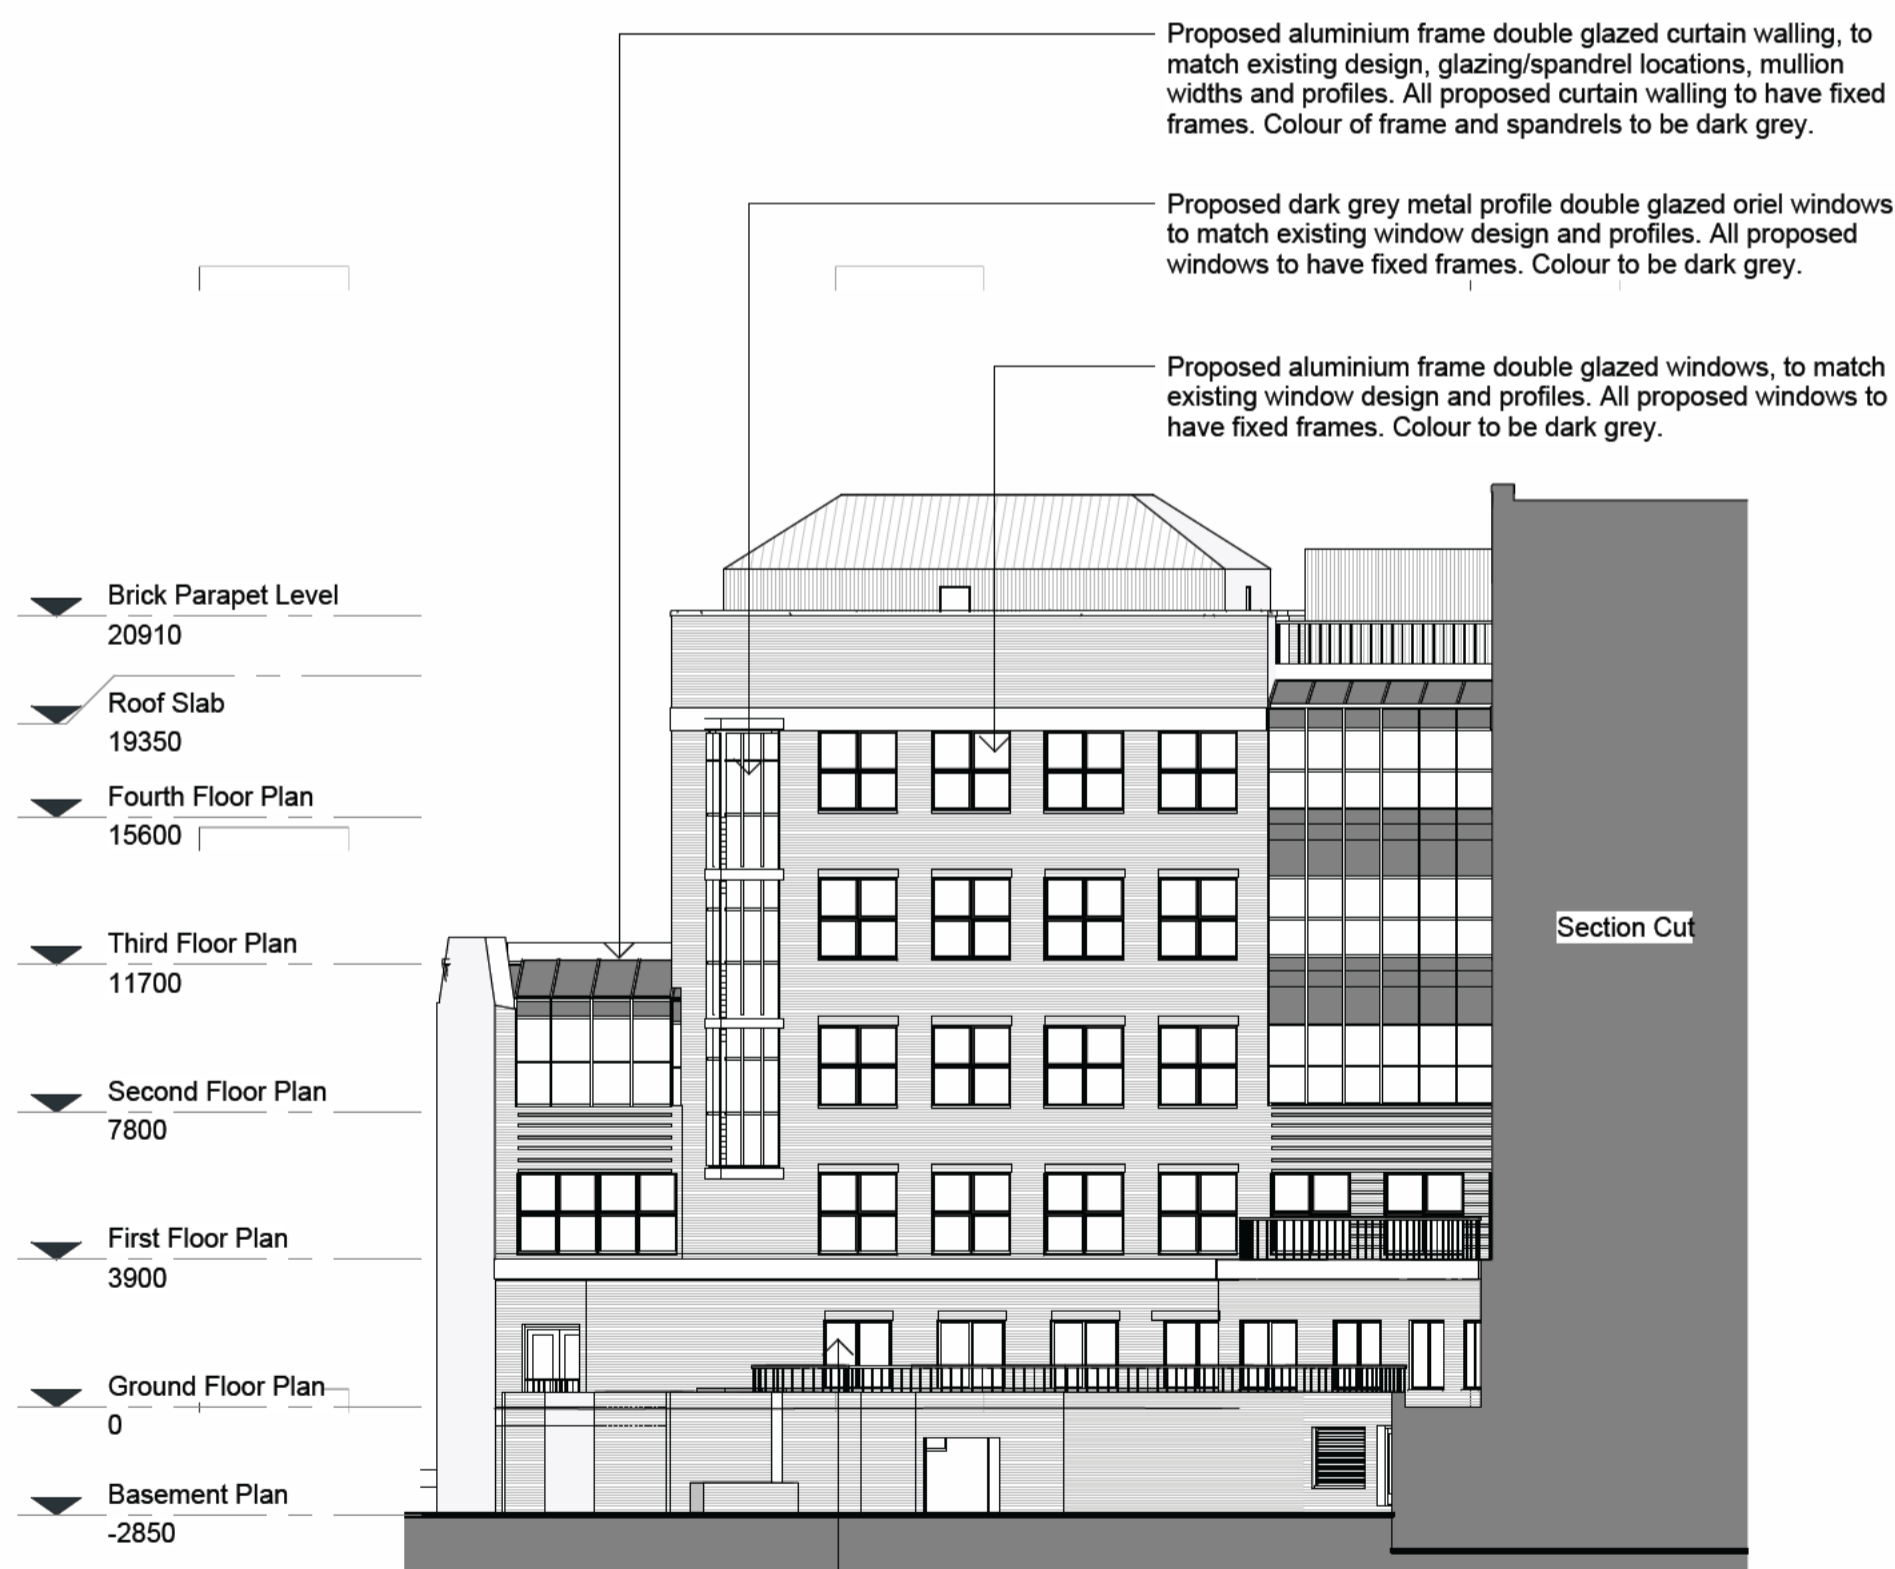 Proposed aluminium frame double glazed curtain walling, to
match existing design, glazing/spandrel locations, mullion
widths and profiles. All proposed curtain walling to have fixed
frames. Colour of frame and spandrels to be dark grey.
Proposed dark grey metal profile double glazed oriel windows
to match existing window design and profiles. All proposed
windows to have fixed frames. Colour to be dark grey.
Proposed aluminium frame double glazed windows, to match
existing window design and profiles. All proposed windows to
have fixed frames. Colour to be dark grey.
Brick Parapet Level
20910
Roof Slab
19350
Fourth Floor Plan
15600
Third Floor Plan
11700
Second Floor Plan
7800
First Floor Plan
3900
Ground Floor Plan
0
Basement Plan
-2850
Section Cut